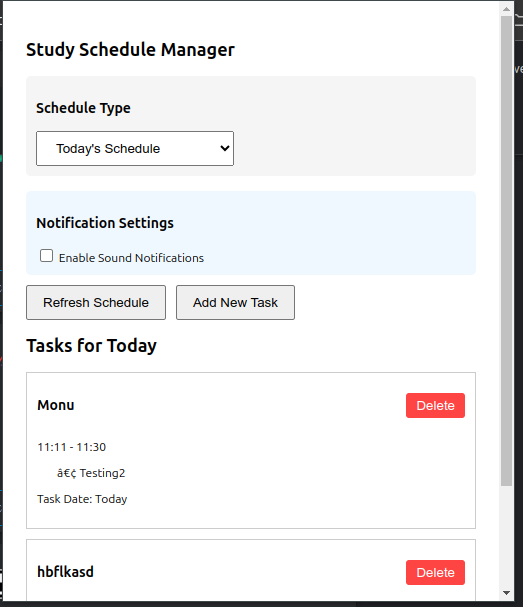 Study Schedule Manager
Schedule Type
Today's Schedule
Notification Settings
Enable Sound Notifications
Refresh Schedule Add New Task
Tasks for Today
Monu Delete
11:11 - 11:30
• Testing2
Task Date: Today
hbflkasd Delete